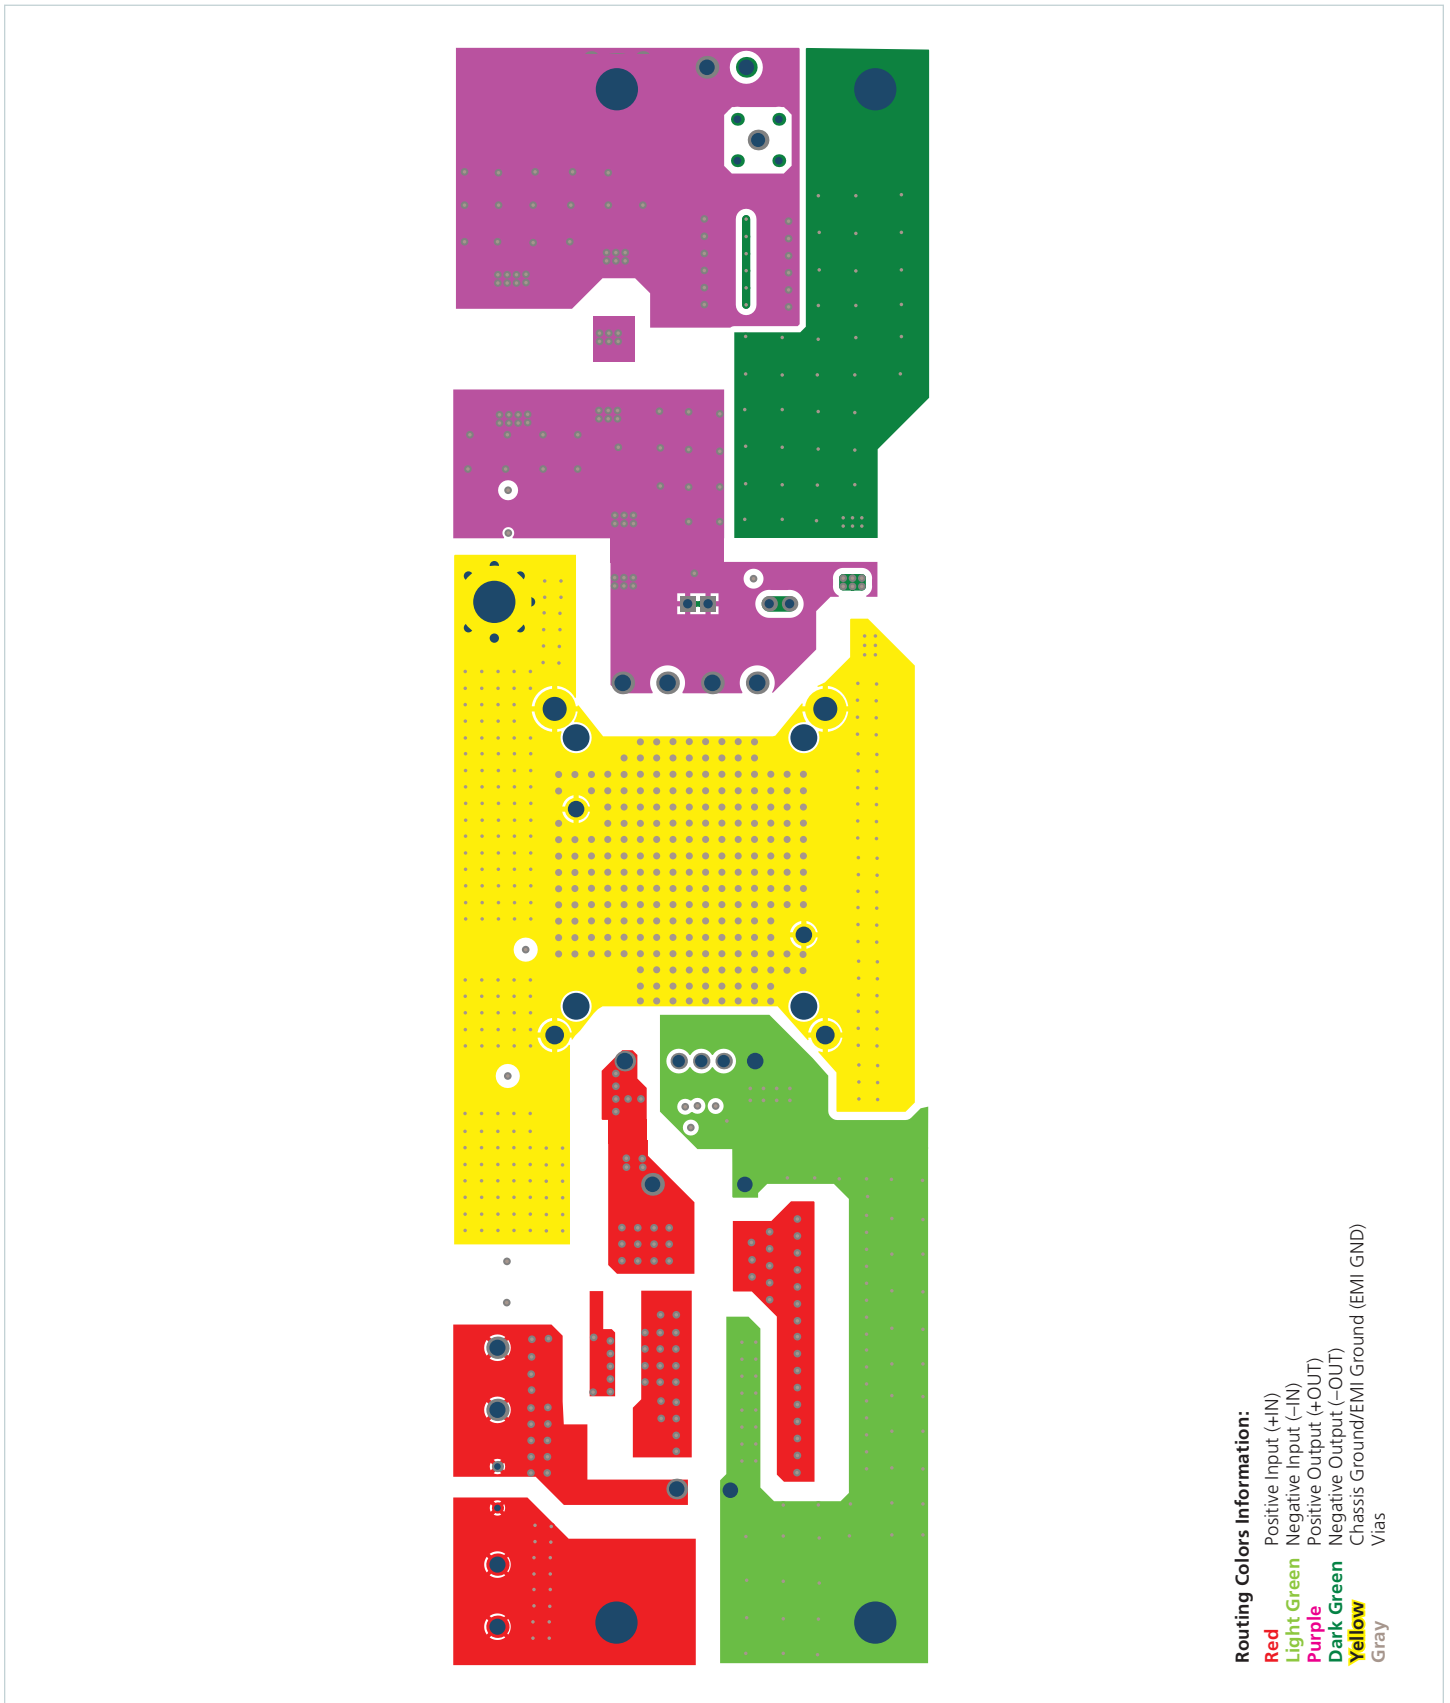 Routing Colors Information:
Red Positive Input (+IN)
Light Green Negative Input (–IN)
Purple Positive Output (+OUT)
Dark Green Negative Output (–OUT)
Yellow Chassis Ground/EMI Ground (EMI GND)
Gray Vias